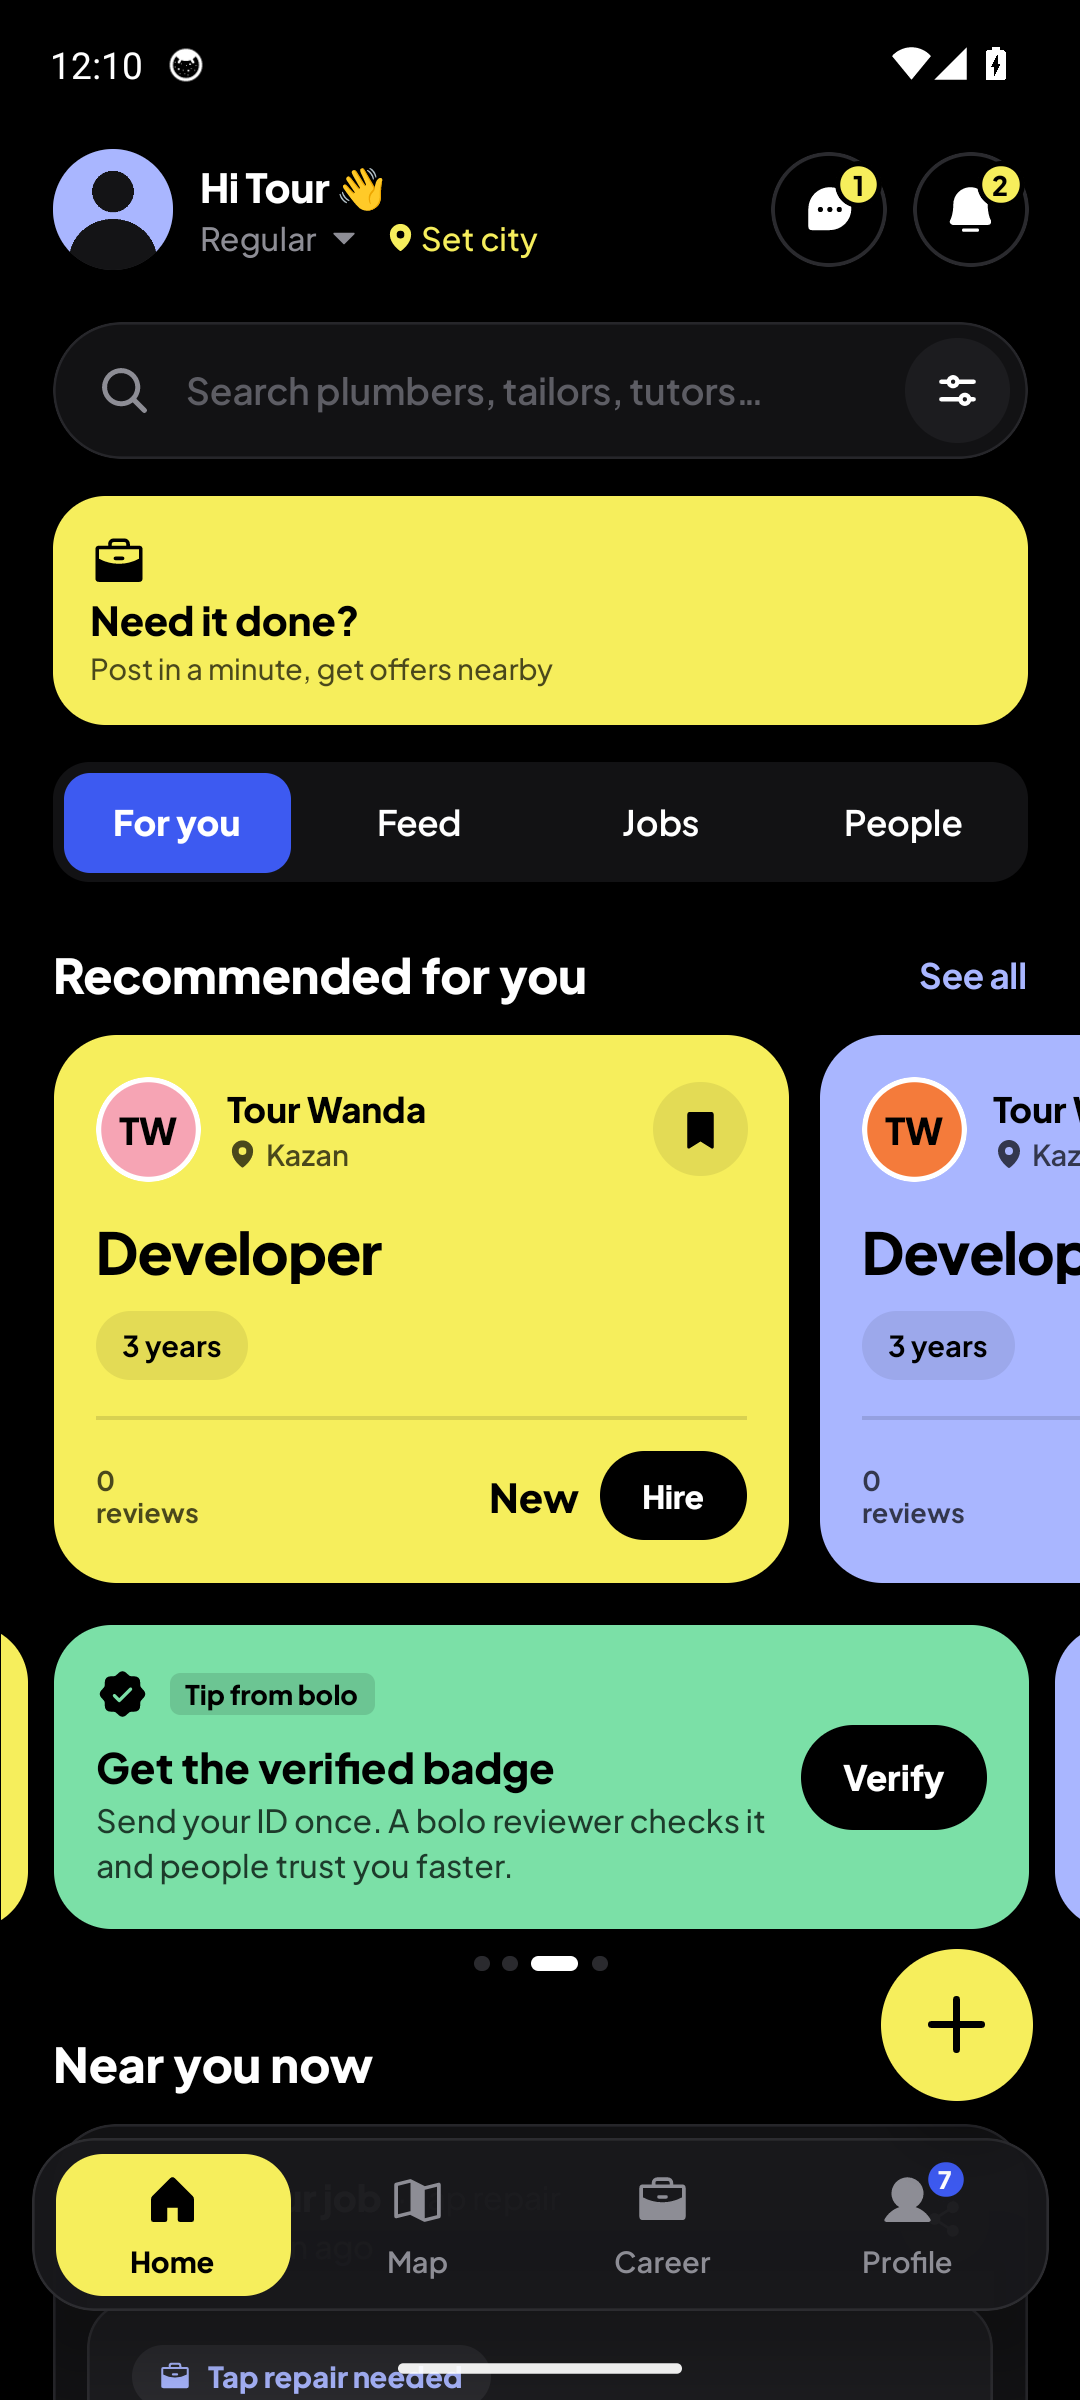 12:10
Hi Tour 👋
Regular
Set city
1
2
Search plumbers, tailors, tutors...
Need it done?
Post in a minute, get offers nearby
For you
Feed
Jobs
People
Recommended for you
See all
TW
Tour Wanda
Kazan
Developer
3 years
0
reviews
New
Hire
TW
Tour
Kaz
Develop
3 years
0
reviews
Tip from bolo
Get the verified badge
Send your ID once. A bolo reviewer checks it
and people trust you faster.
Verify
Near you now
ur job
p repair
ago
7
Home
Map
Career
Profile
Tap repair needed